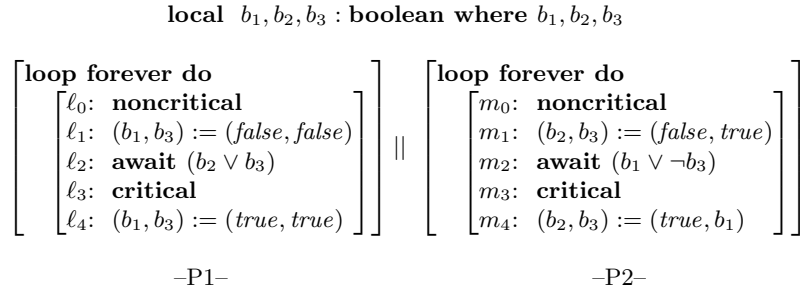 local b₁, b₂, b₃ : boolean where b₁, b₂, b₃
loop forever do
ℓ₀: noncritical
ℓ₁: (b₁, b₃) := (false, false)
ℓ₂: await (b₂ ∨ b₃)
ℓ₃: critical
ℓ₄: (b₁, b₃) := (true, true)
||
loop forever do
m₀: noncritical
m₁: (b₂, b₃) := (false, true)
m₂: await (b₁ ∨ ¬b₃)
m₃: critical
m₄: (b₂, b₃) := (true, b₁)
–P1–
–P2–